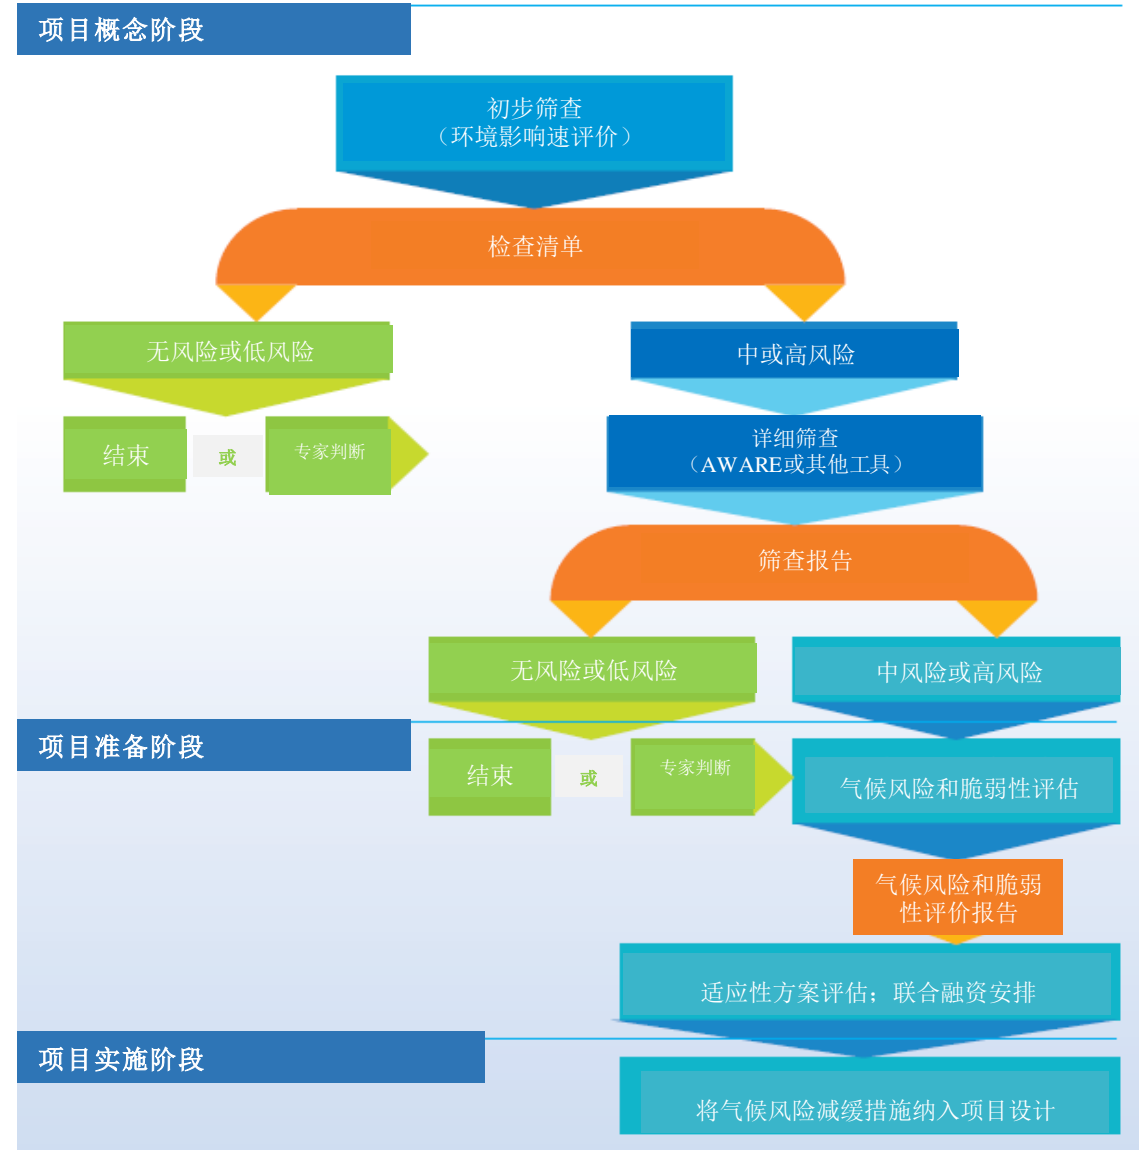 项目概念阶段
初步筛查
（环境影响速评价）
检查清单
无风险或低风险
中或高风险
结束
或
专家判断
详细筛查
（AWARE或其他工具）
筛查报告
无风险或低风险
中风险或高风险
项目准备阶段
结束
或
专家判断
气候风险和脆弱性评估
气候风险和脆弱
性评价报告
适应性方案评估；联合融资安排
项目实施阶段
将气候风险减缓措施纳入项目设计